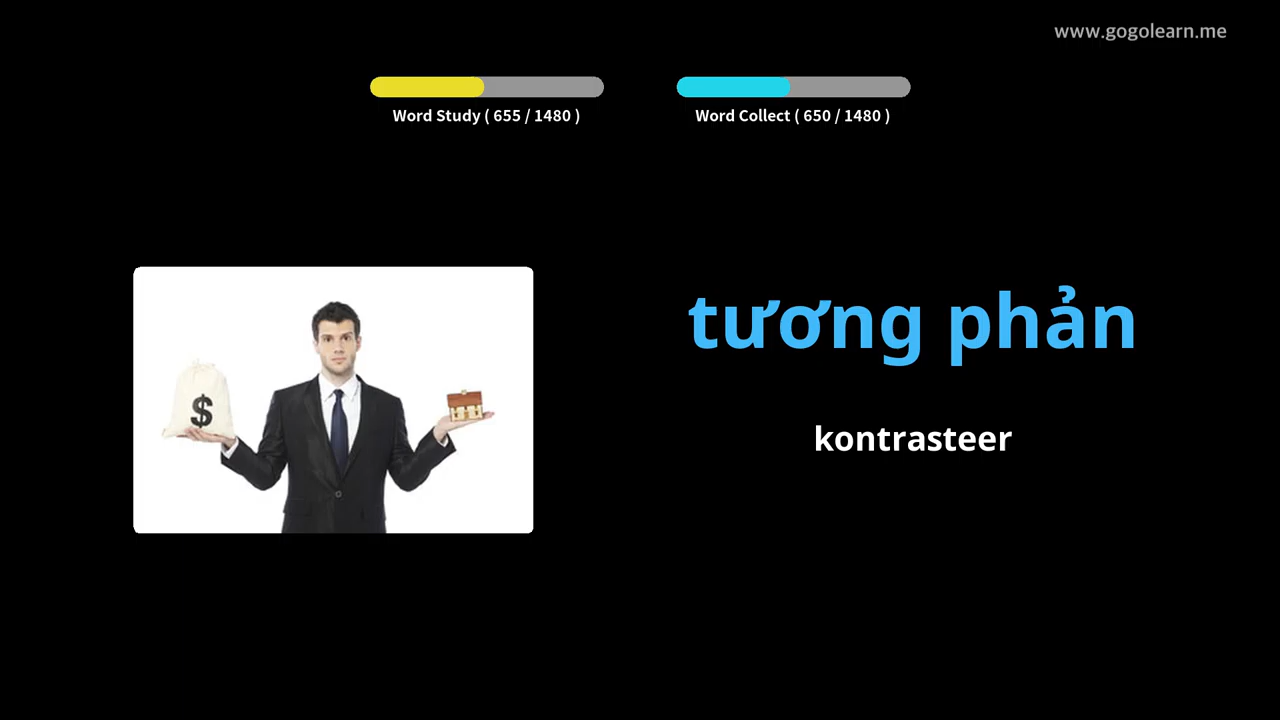 www.gogolearn.me
Word Study ( 655 / 1480 )
Word Collect ( 650 / 1480 )
$
tương phản
kontrasteer